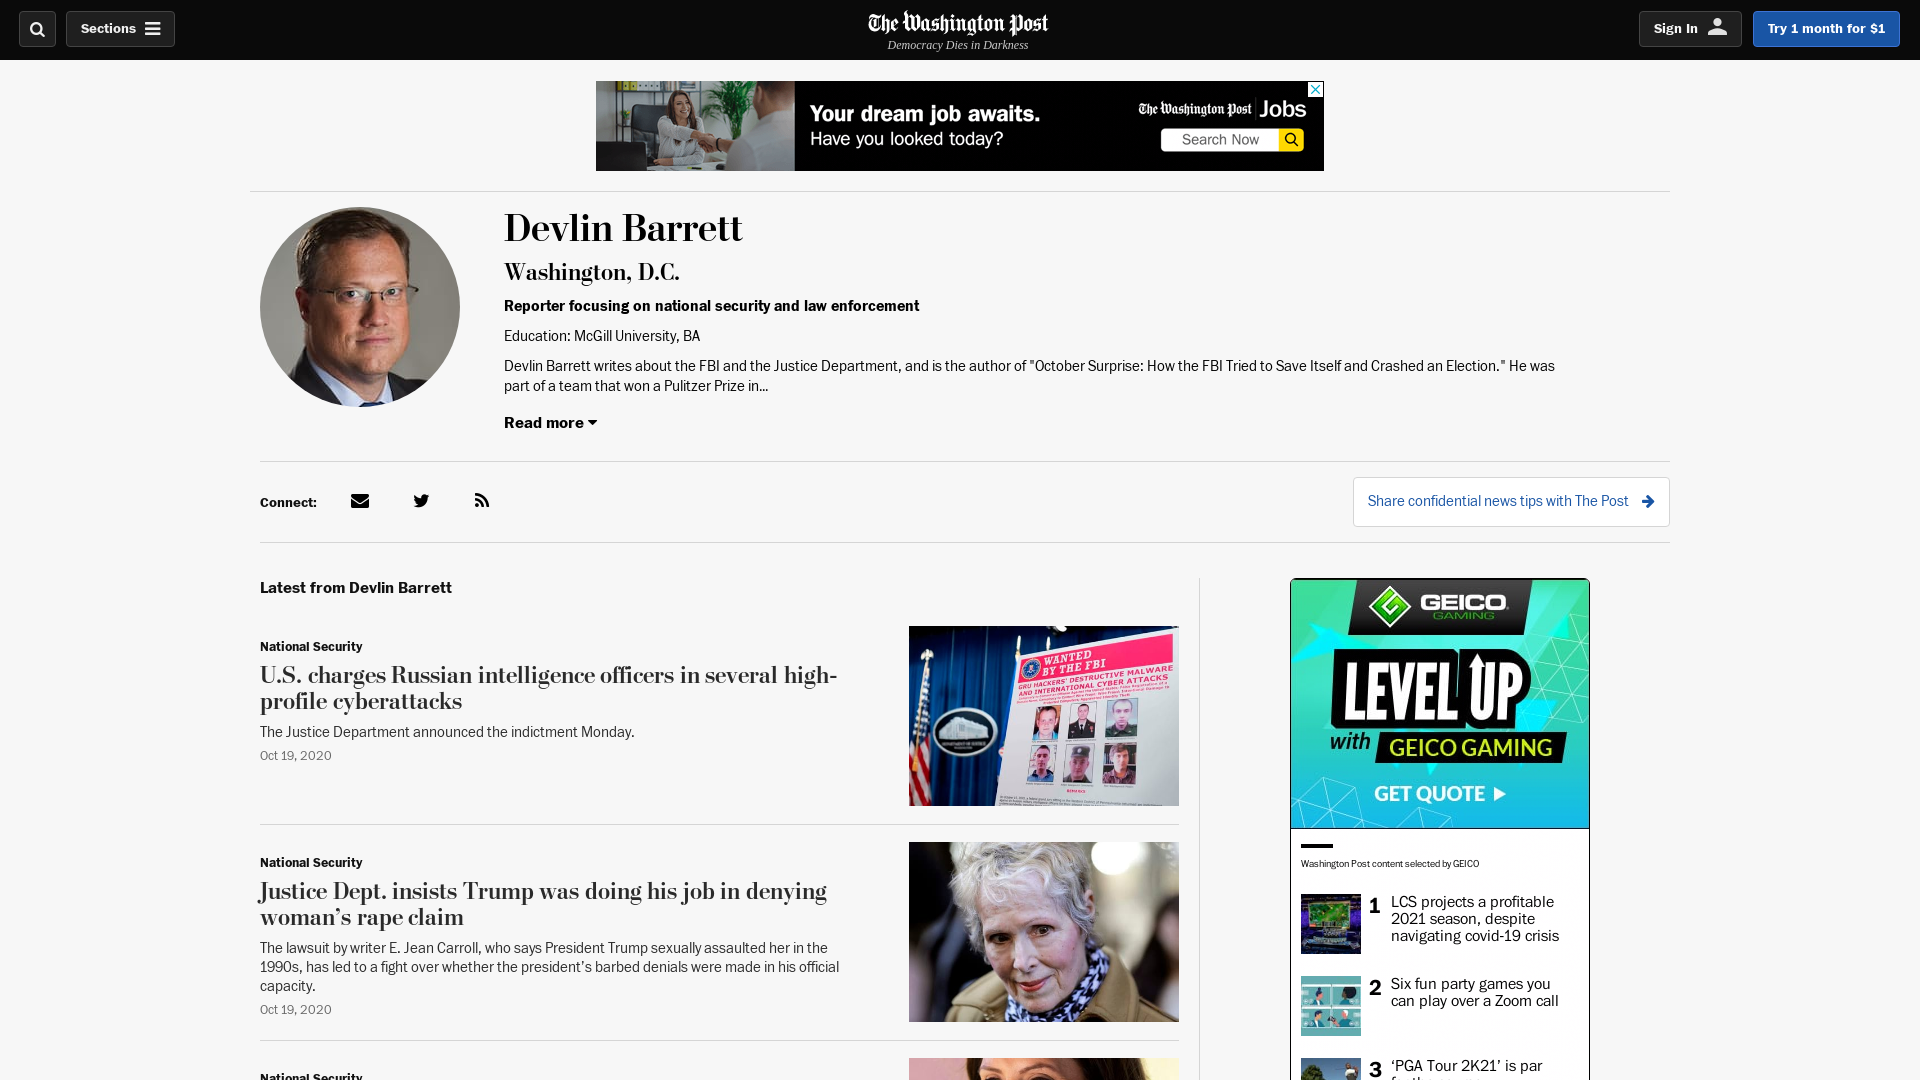 Sections
The Washington Post
Democracy Dies in Darkness
Sign In
Try 1 month for $1
Your dream job awaits.
Have you looked today?
The Washington Post Jobs
Search Now
Devlin Barrett
Washington, D.C.
Reporter focusing on national security and law enforcement
Education: McGill University, BA
Devlin Barrett writes about the FBI and the Justice Department, and is the author of "October Surprise: How the FBI Tried to Save Itself and Crashed an Election." He was
part of a team that won a Pulitzer Prize in...
Read more
Connect:
Share confidential news tips with The Post
Latest from Devlin Barrett
National Security
U.S. charges Russian intelligence officers in several high-
profile cyberattacks
The Justice Department announced the indictment Monday.
Oct 19, 2020
WANTED
BY THE FBI
GRU HACKERS' DESTRUCTIVE MALWARE
AND INTERNATIONAL CYBER ATTACKS
National Security
Justice Dept. insists Trump was doing his job in denying
woman’s rape claim
The lawsuit by writer E. Jean Carroll, who says President Trump sexually assaulted her in the
1990s, has led to a fight over whether the president’s barbed denials were made in his official
capacity.
Oct 19, 2020
National Security
GEICO
GAMING
LEVEL UP
with GEICO GAMING
GET QUOTE
Washington Post content selected by GEICO
1 LCS projects a profitable
2021 season, despite
navigating covid-19 crisis
2 Six fun party games you
can play over a Zoom call
3 ‘PGA Tour 2K21’ is par